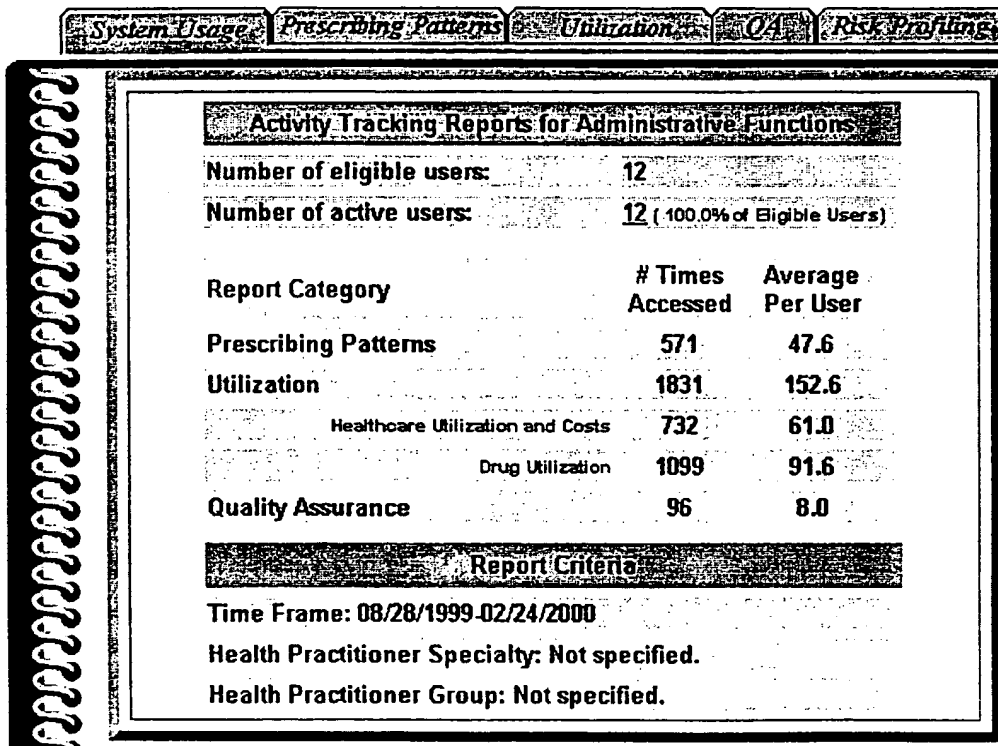 System Usage Prescribing Patterns Utilization QA Risk Profiling
Activity Tracking Reports for Administrative Functions
Number of eligible users: 12
Number of active users: 12 ( 100.0% of Eligible Users)
Report Category # Times Accessed Average Per User
Prescribing Patterns 571 47.6
Utilization 1831 152.6
Healthcare Utilization and Costs 732 61.0
Drug Utilization 1099 91.6
Quality Assurance 96 8.0
Report Criteria
Time Frame: 08/28/1999-02/24/2000
Health Practitioner Specialty: Not specified.
Health Practitioner Group: Not specified.